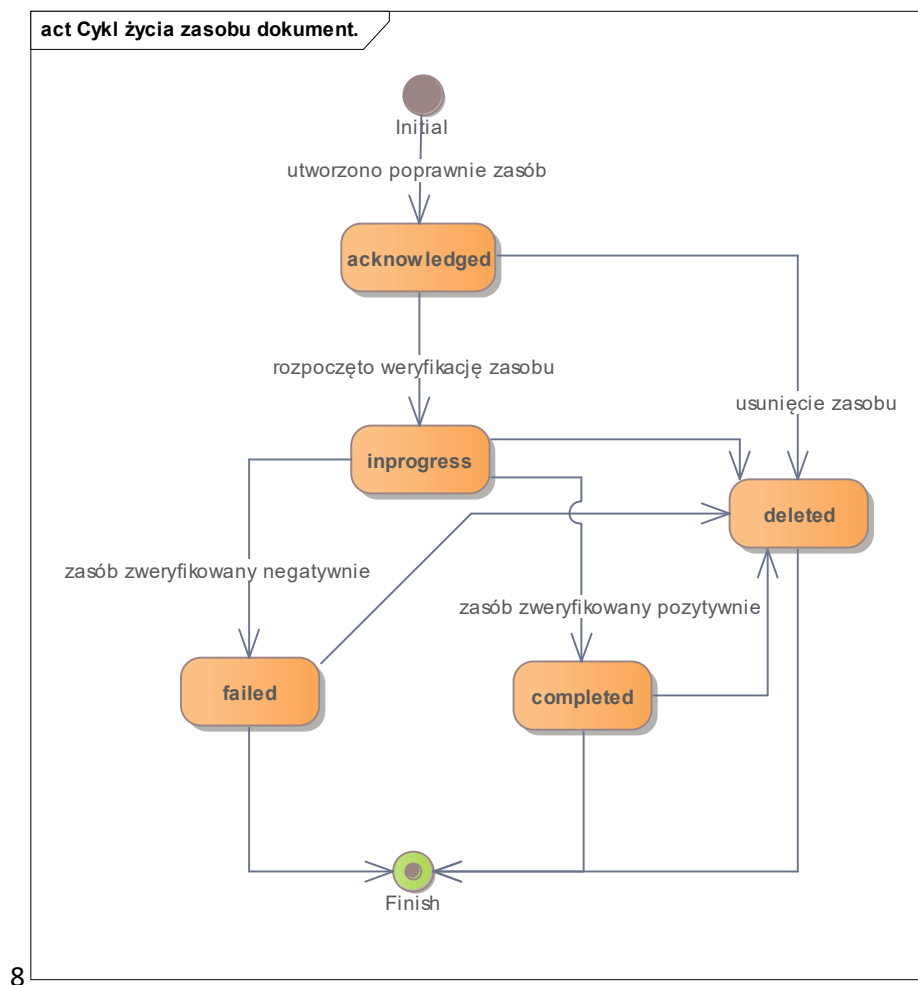 act Cykl życia zasobu dokument.
Initial
utworzono poprawnie zasób
acknowledged
rozpoczęto weryfikację zasobu
usunięcie zasobu
inprogress
deleted
zasób zweryfikowany negatywnie
zasób zweryfikowany pozytywnie
failed
completed
Finish
8